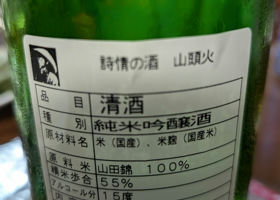 詩情の酒 山頭火
品目 清酒
種別 純米吟醸酒
原材料名 米(国産)、米麹(国産米)
原料米 山田錦 100%
精米歩合 55%
アルコール分 15度